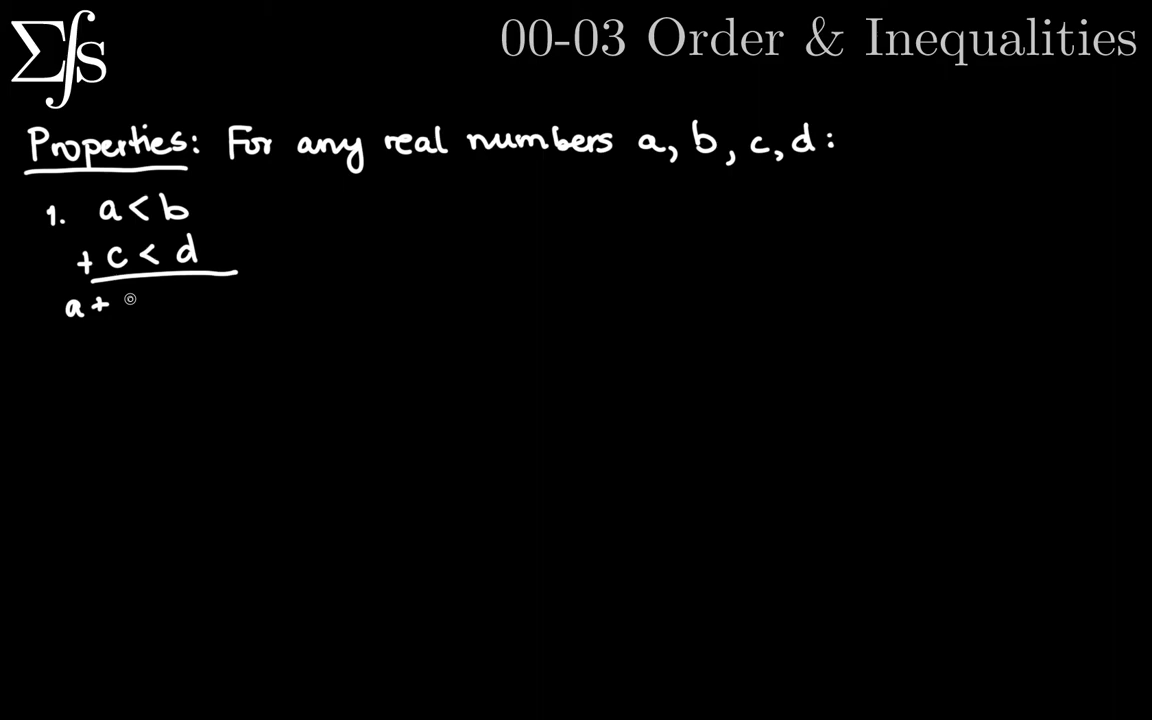 Σ∫S
00-03 Order & Inequalities
Properties: For any real numbers a, b, c, d:
1. a < b
+ c < d
a +